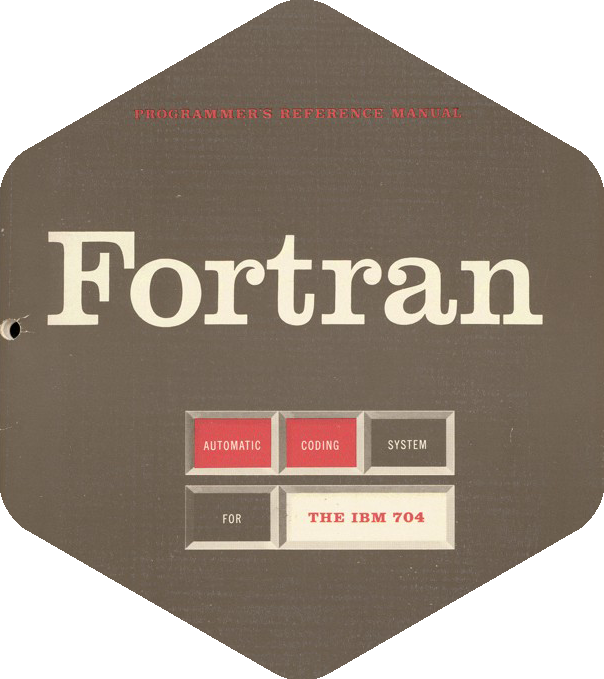 PROGRAMMER'S REFERENCE MANUAL
Fortran
AUTOMATIC CODING SYSTEM
FOR THE IBM 704